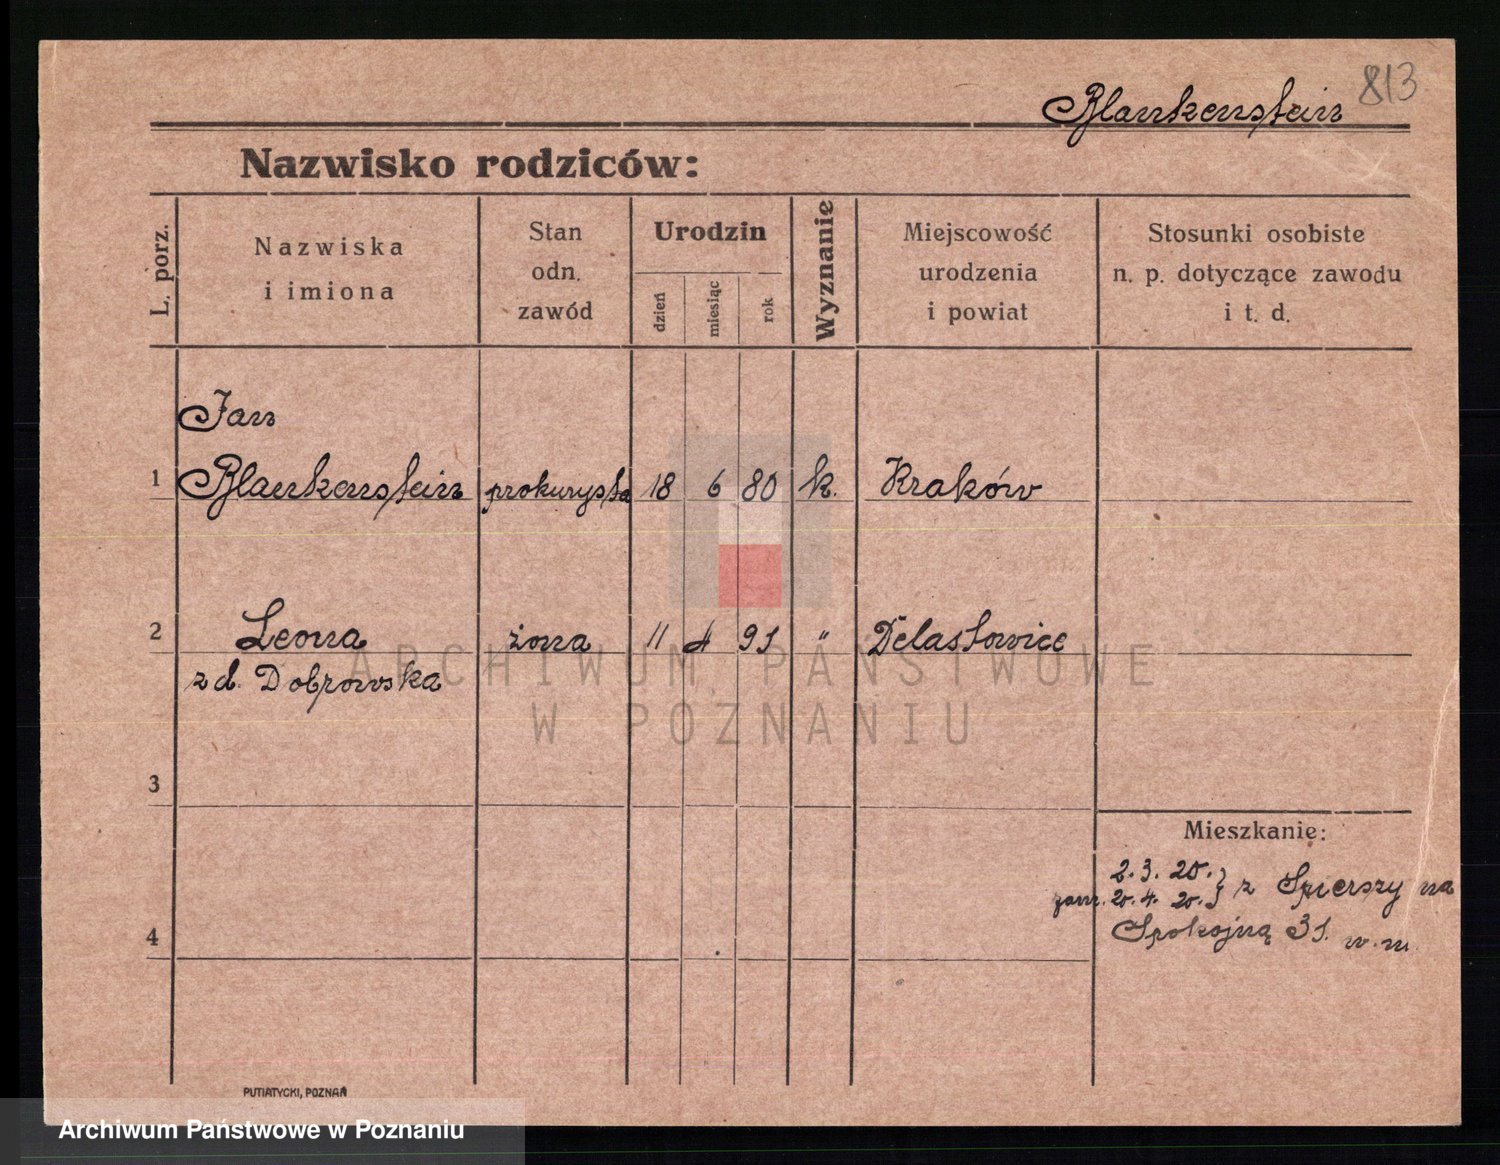 813
Blankenstein
Nazwisko rodziców:
L. porz.
Nazwiska
i imiona
Stan
odn.
zawód
Urodzin
dzień
miesiąc
rok
Wyznanie
Miejscowość
urodzenia
i powiat
Stosunki osobiste
n. p. dotyczące zawodu
i t. d.
Jan
1 Blankenstein prokurysta 18 6 80 k. Kraków
2 Leona żona 11 4 91 " Delastowice
z d. Dobrowska
3
Mieszkanie:
2. 3. 20. } z Spierszy na
zam. 20. 4. 20. }
Spokojną 31. w. m.
4
PUTIATYCKI, POZNAŃ
ARCHIWUM PAŃSTWOWE
W POZNANIU
Archiwum Państwowe w Poznaniu